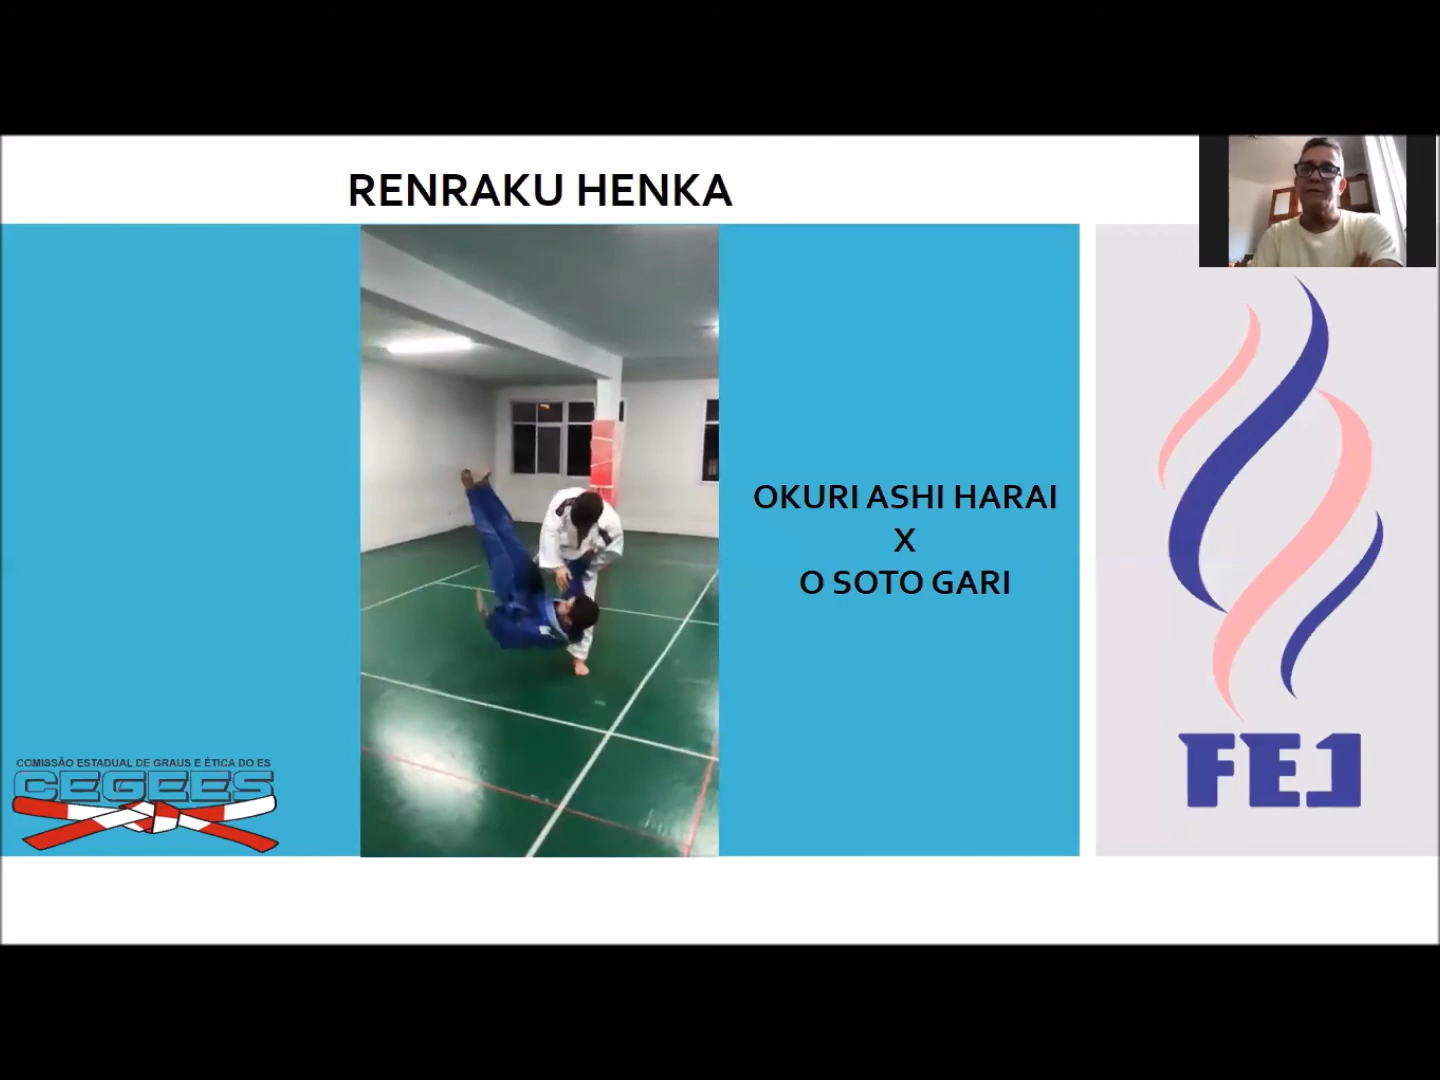 RENRAKU HENKA
OKURI ASHI HARAI
X
O SOTO GARI
COMISSÃO ESTADUAL DE GRAUS E ÉTICA DO ES
CEGEES
FEJ